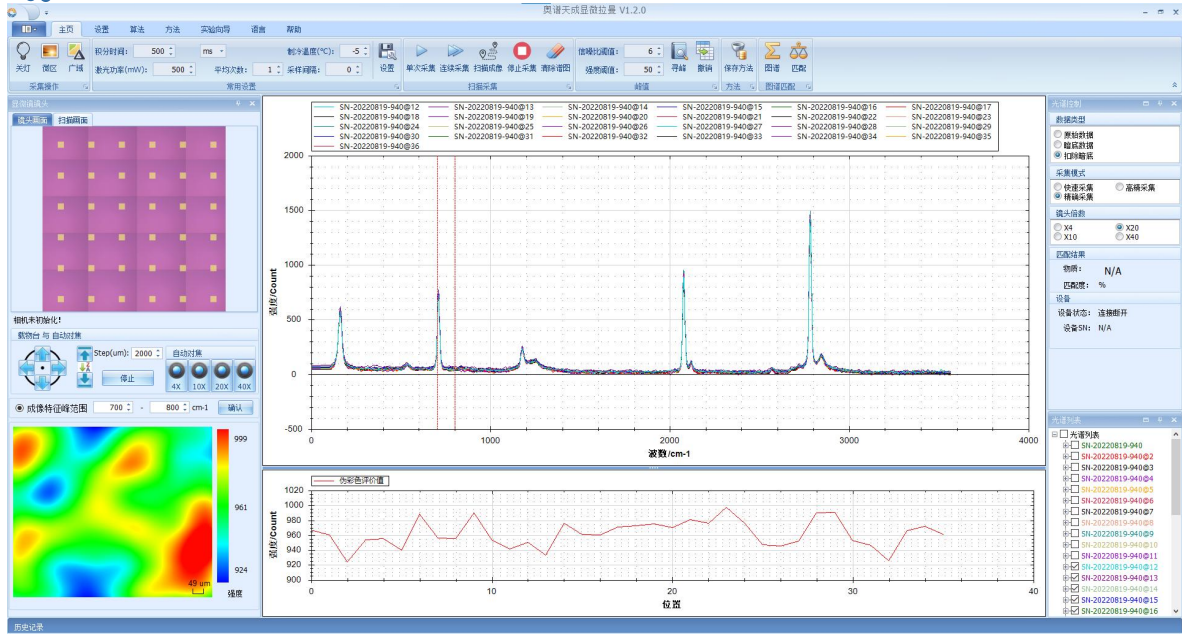 奥谱天成显微拉曼 V1.2.0
主页 设置 算法 方法 实验向导 语言 帮助
积分时间: 500 ms 制冷温度(°C): -5
激光功率(mW): 500 平均次数: 1 采样间隔: 0
关灯 微区 广域
设置 单次采集 连续采集 扫描成像 停止采集 清除谱图
信噪比阈值: 6
强度阈值: 50
寻峰 撤销 保存方法 图谱 匹配
采集操作 常用设置 扫描采集 峰值 方法 图谱匹配
镜头画面 扫描画面
相机未初始化!
载物台 与 自动对焦
Step(um): 2000 自动对焦
停止
4X 10X 20X 40X
成像特征峰范围 700 - 800 cm-1 确认
999
961
924
49 um
强度
SN-20220819-940@12 SN-20220819-940@13 SN-20220819-940@14 SN-20220819-940@15 SN-20220819-940@16 SN-20220819-940@17
SN-20220819-940@18 SN-20220819-940@19 SN-20220819-940@20 SN-20220819-940@21 SN-20220819-940@22 SN-20220819-940@23
SN-20220819-940@24 SN-20220819-940@25 SN-20220819-940@26 SN-20220819-940@27 SN-20220819-940@28 SN-20220819-940@29
SN-20220819-940@30 SN-20220819-940@31 SN-20220819-940@32 SN-20220819-940@33 SN-20220819-940@34 SN-20220819-940@35
SN-20220819-940@36
强度/Count
2000
1500
1000
500
0
-500
0 1000 2000 3000 4000
波数/cm-1
伪彩色评价值
强度/Count
1020
1000
980
960
940
920
900
0 10 20 30 40
位置
光谱控制
数据类型
原始数据
暗底数据
扣除暗底
采集模式
快速采集 高精采集
精确采集
镜头倍数
X4 X20
X10 X40
匹配结果
物质: N/A
匹配度: %
设备
设备状态: 连接断开
设备SN: N/A
光谱列表
光谱列表
SN-20220819-940
SN-20220819-940@2
SN-20220819-940@3
SN-20220819-940@4
SN-20220819-940@5
SN-20220819-940@6
SN-20220819-940@7
SN-20220819-940@8
SN-20220819-940@9
SN-20220819-940@10
SN-20220819-940@11
SN-20220819-940@12
SN-20220819-940@13
SN-20220819-940@14
SN-20220819-940@15
SN-20220819-940@16
历史记录